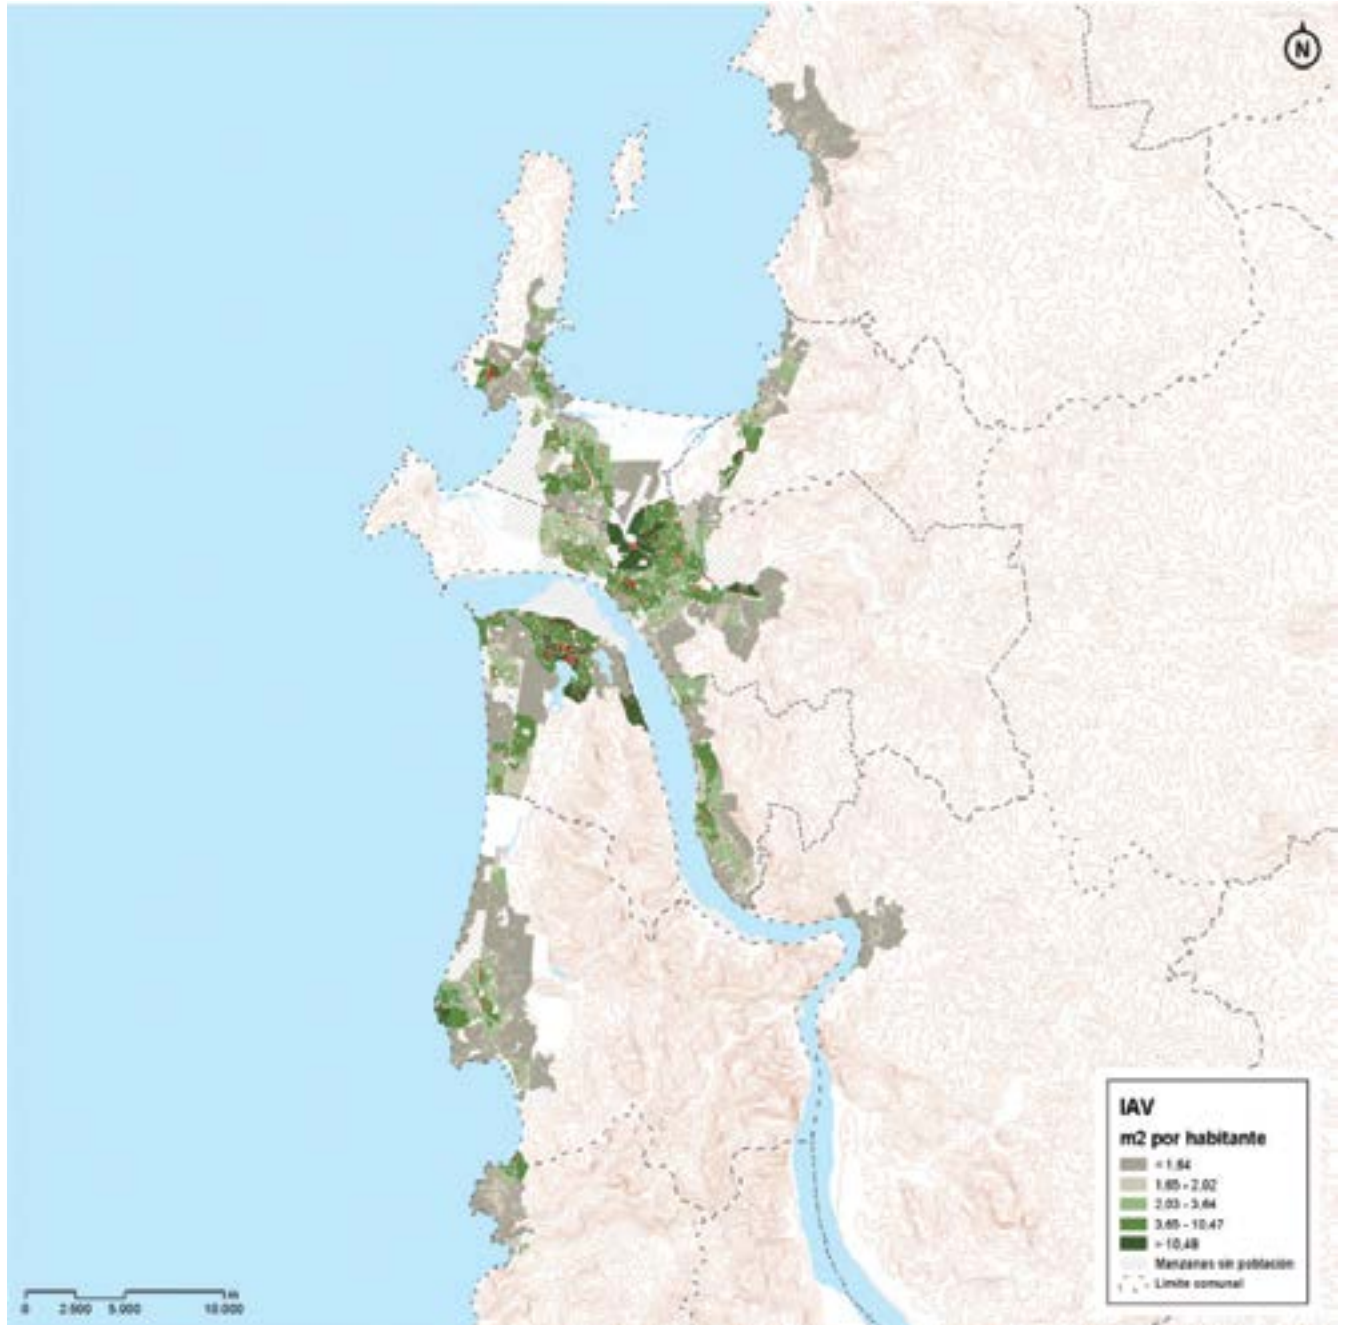 N
IAV
m2 por habitante
< 1,64
1,65 - 2,02
2,03 - 3,64
3,65 - 10,47
> 10,48
Manzanas sin población
Limite comunal
m
0 2.500 5.000 10.000